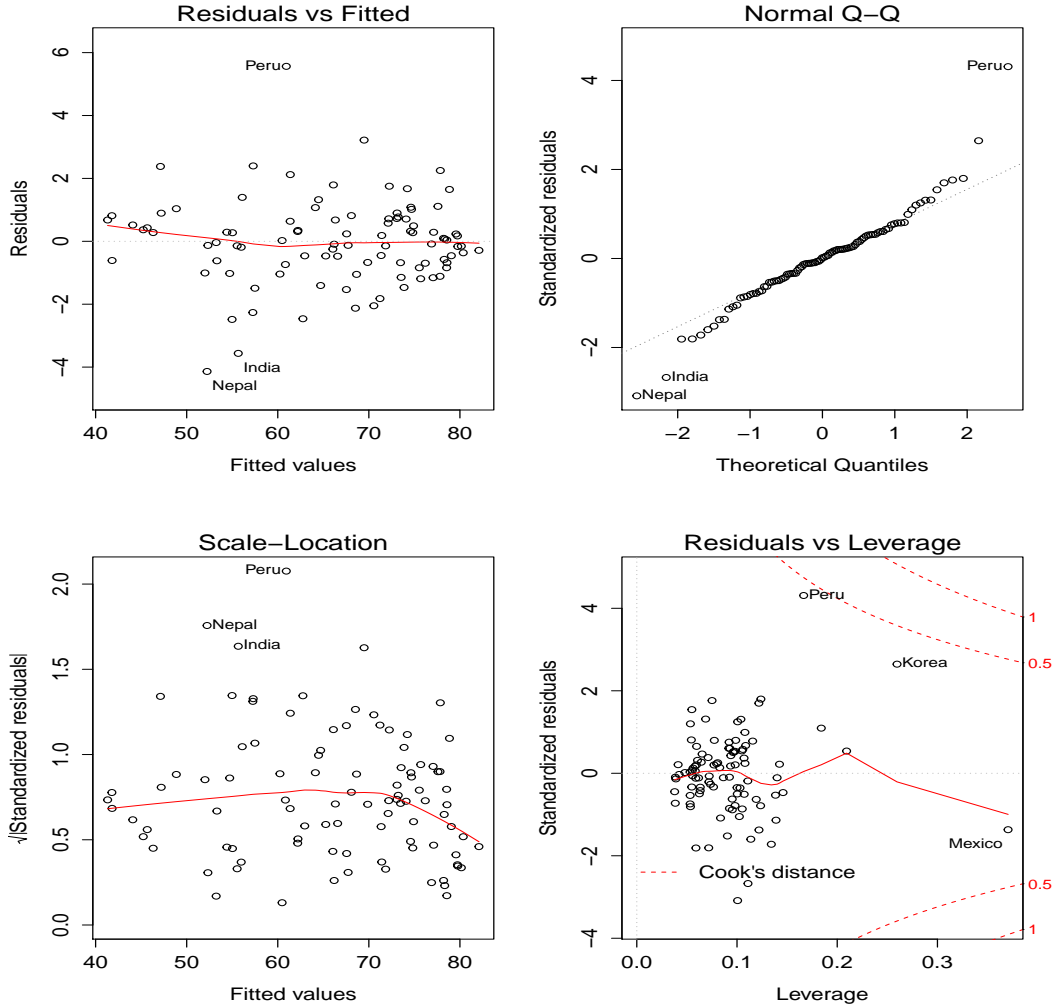 Residuals vs Fitted
Residuals
6
4
2
0
−2
−4
Peru
India
Nepal
40 50 60 70 80
Fitted values
Normal Q−Q
Standardized residuals
4
2
0
−2
Peru
India
Nepal
−2 −1 0 1 2
Theoretical Quantiles
Scale−Location
√|Standardized residuals|
2.0
1.5
1.0
0.5
0.0
Peru
Nepal
India
40 50 60 70 80
Fitted values
Residuals vs Leverage
Standardized residuals
4
2
0
−2
−4
Peru
Korea
Mexico
Cook's distance
1
0.5
0.5
1
0.0 0.1 0.2 0.3
Leverage